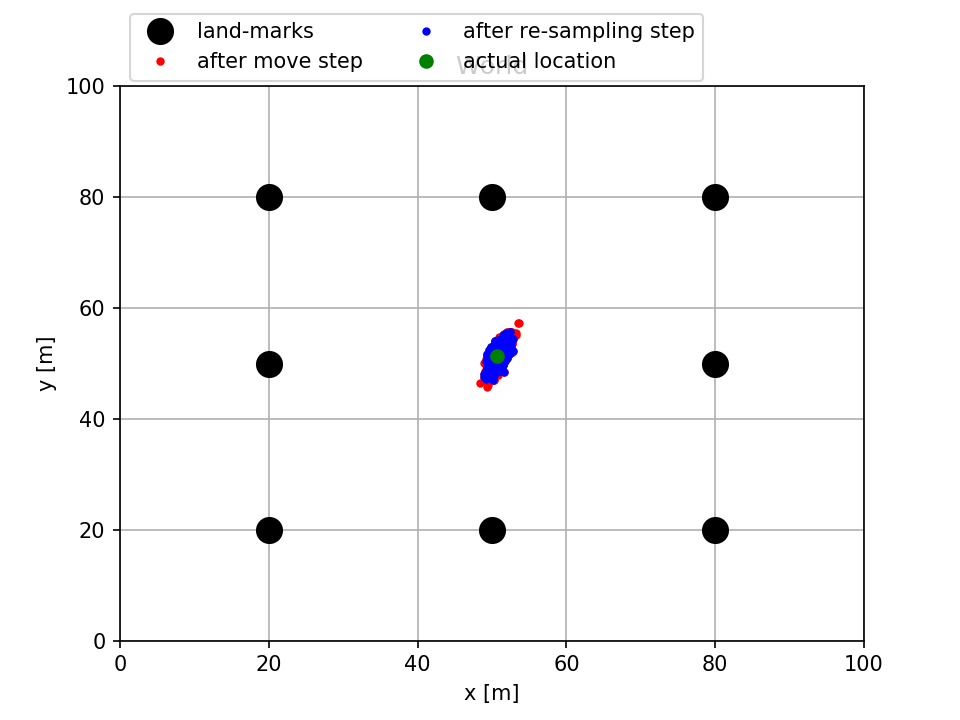 land-marks
after move step
after re-sampling step
actual location
World
100
80
60
40
20
0
y [m]
0 20 40 60 80 100
x [m]